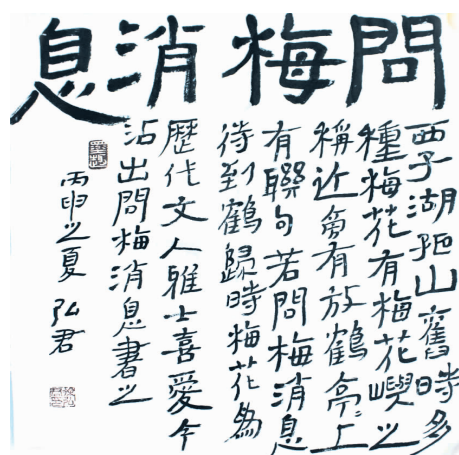 問梅消息
西子湖孤山舊時多
種梅花有梅花嶼之
稱近旁有放鶴亭〻上
有聯句若問梅消息
待到鶴歸時梅花為
歷代文人雅士喜愛今
沾出問梅消息書之
丙申之夏 弘君